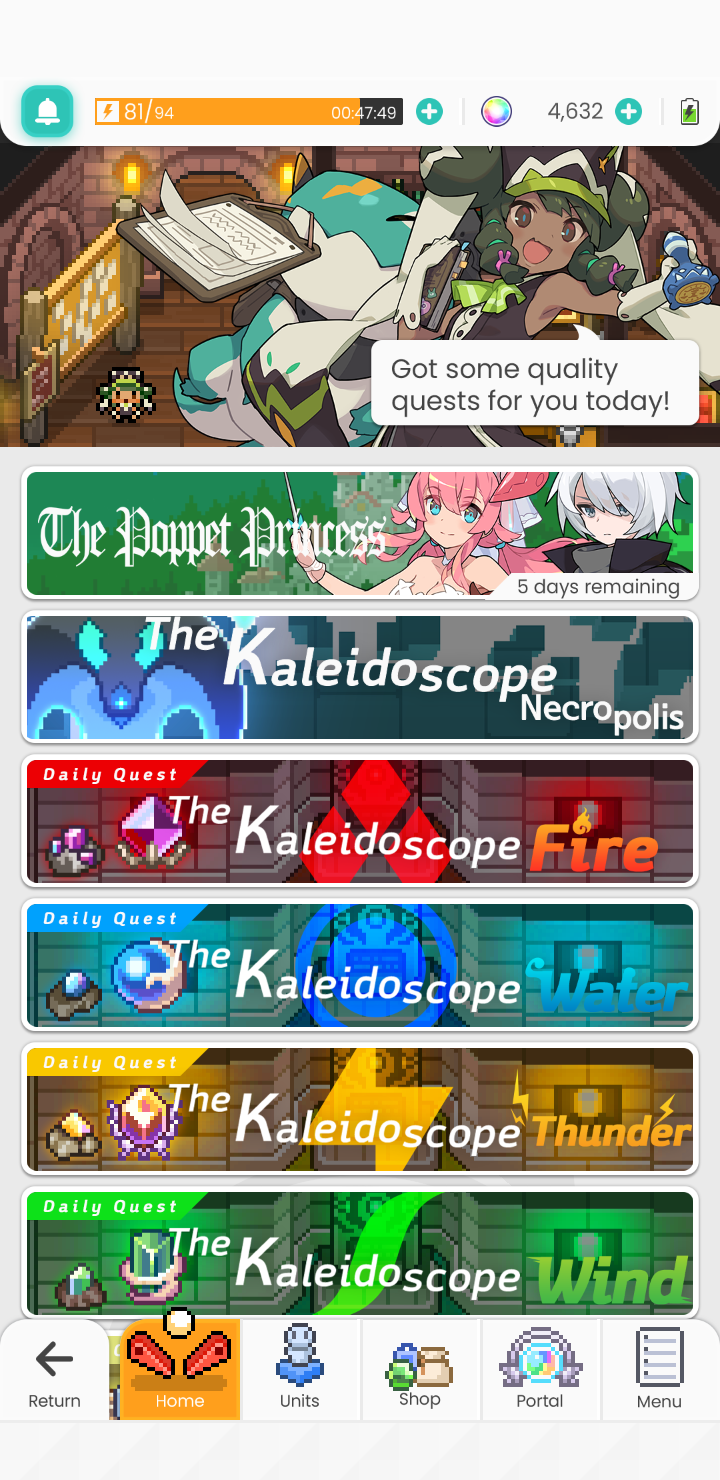 81/94
00:47:49
4,632
Got some quality
quests for you today!
The Poppet Princess
5 days remaining
The Kaleidoscope
Necropolis
Daily Quest
The Kaleidoscope Fire
Daily Quest
The Kaleidoscope Water
Daily Quest
The Kaleidoscope Thunder
Daily Quest
The Kaleidoscope Wind
Return
Home
Units
Shop
Portal
Menu